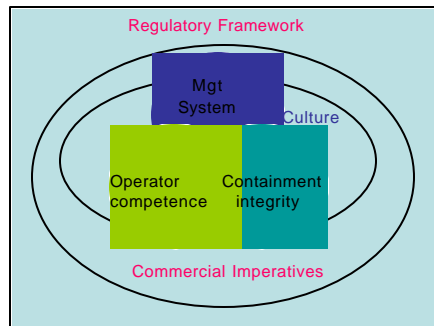 Regulatory Framework
Mgt
System
Culture
Operator
competence
Containment
integrity
Commercial Imperatives